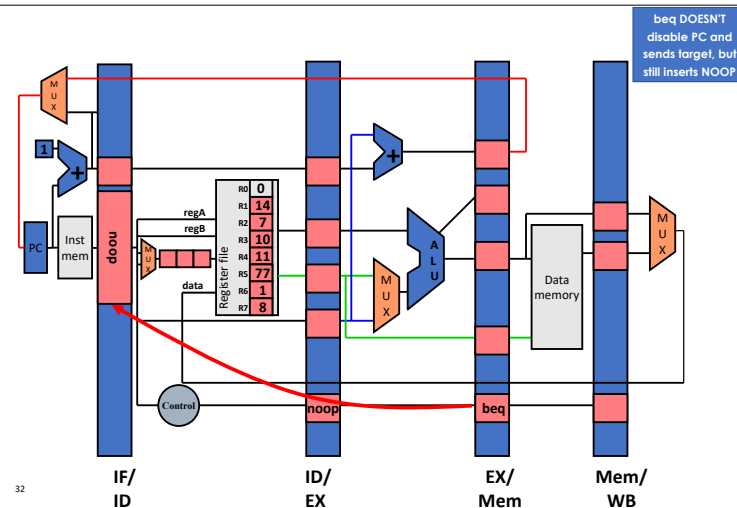 beq DOESN'T
disable PC and
sends target, but
still inserts NOOP
M
U
X
1
+
+
R0 0
R1 14
R2 7
R3 10
R4 11
R5 77
R6 1
R7 8
Register file
regA
regB
data
PC
Inst
mem
noop
M
U
X
A
L
U
M
U
X
Data
memory
M
U
X
Control
noop
beq
IF/
ID
ID/
EX
EX/
Mem
Mem/
WB
32